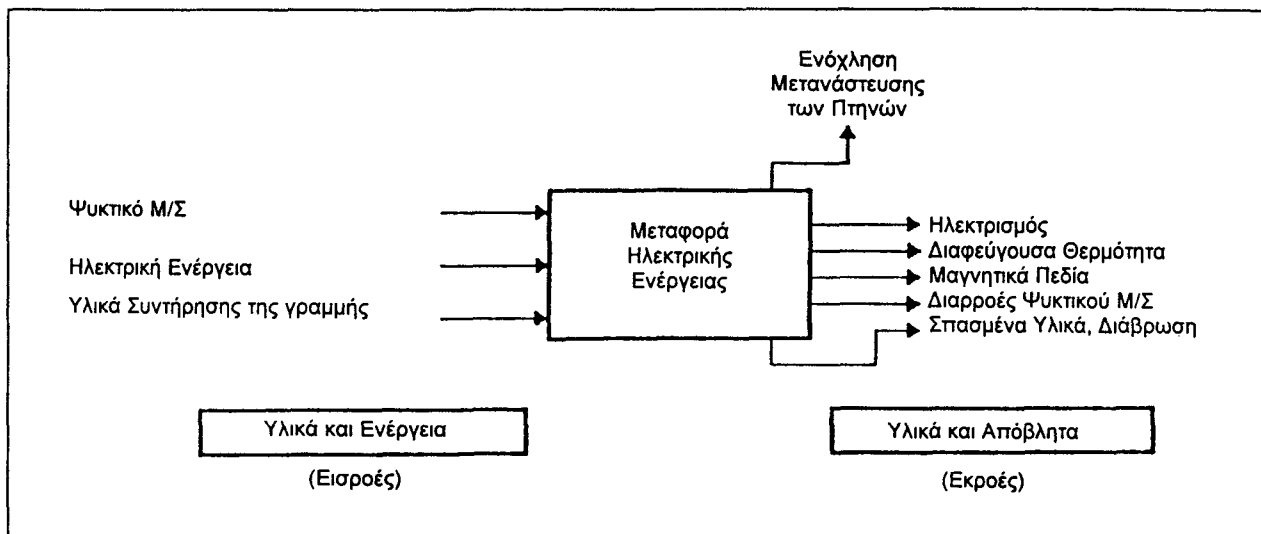 Ενόχληση
Μετανάστευσης
των Πτηνών
Ψυκτικό Μ/Σ
Ηλεκτρική Ενέργεια
Υλικά Συντήρησης της γραμμής
Μεταφορά
Ηλεκτρικής
Ενέργειας
Ηλεκτρισμός
Διαφεύγουσα Θερμότητα
Μαγνητικά Πεδία
Διαρροές Ψυκτικού Μ/Σ
Σπασμένα Υλικά, Διάβρωση
Υλικά και Ενέργεια
(Εισροές)
Υλικά και Απόβλητα
(Εκροές)